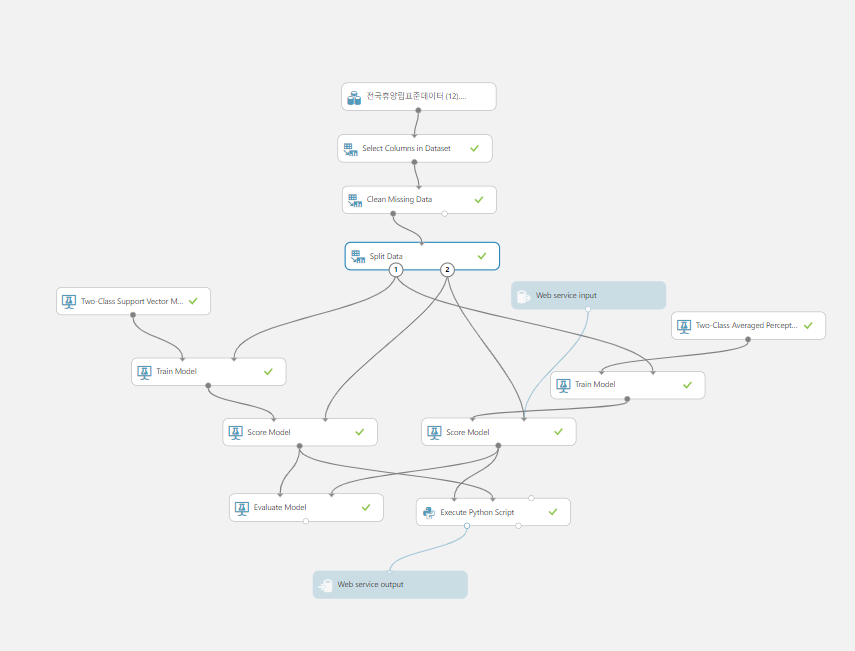 전국휴양림표준데이터 (12)....
Select Columns in Dataset
Clean Missing Data
Split Data
1
2
Two-Class Support Vector M...
Web service input
Two-Class Averaged Percept...
Train Model
Train Model
Score Model
Score Model
Evaluate Model
Execute Python Script
Web service output